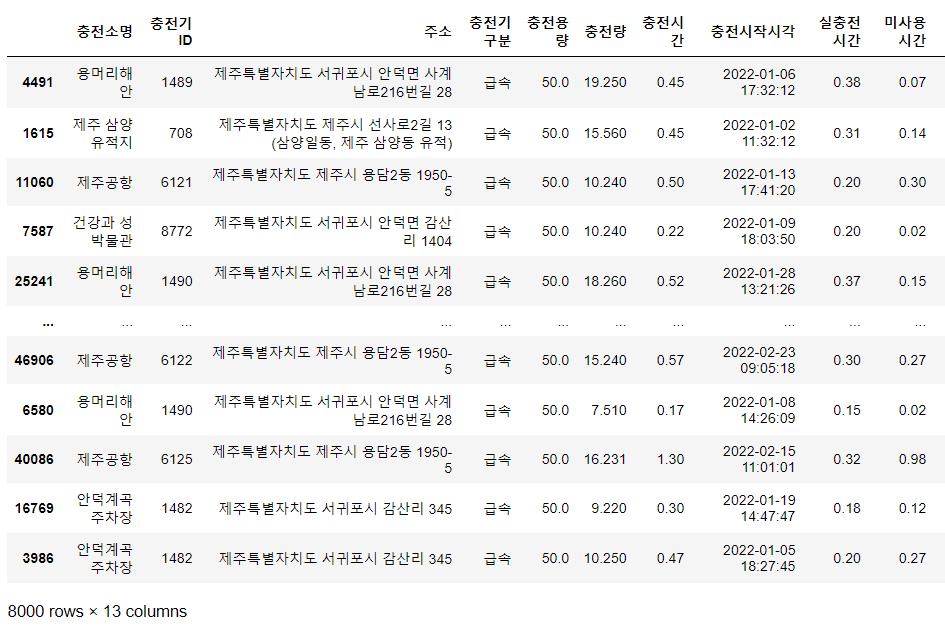 충전소명 충전기ID 주소 충전기구분 충전용량 충전량 충전시간 충전시작시각 실충전시간 미사용시간
4491 용머리해안 1489 제주특별자치도 서귀포시 안덕면 사계남로216번길 28 급속 50.0 19.250 0.45 2022-01-06 17:32:12 0.38 0.07
1615 제주 삼양유적지 708 제주특별자치도 제주시 선사로2길 13 (삼양일동, 제주 삼양동 유적) 급속 50.0 15.560 0.45 2022-01-02 11:32:12 0.31 0.14
11060 제주공항 6121 제주특별자치도 제주시 용담2동 1950-5 급속 50.0 10.240 0.50 2022-01-13 17:41:20 0.20 0.30
7587 건강과 성박물관 8772 제주특별자치도 서귀포시 안덕면 감산리 1404 급속 50.0 10.240 0.22 2022-01-09 18:03:50 0.20 0.02
25241 용머리해안 1490 제주특별자치도 서귀포시 안덕면 사계남로216번길 28 급속 50.0 18.260 0.52 2022-01-28 13:21:26 0.37 0.15
... ... ... ... ... ... ... ... ... ... ...
46906 제주공항 6122 제주특별자치도 제주시 용담2동 1950-5 급속 50.0 15.240 0.57 2022-02-23 09:05:18 0.30 0.27
6580 용머리해안 1490 제주특별자치도 서귀포시 안덕면 사계남로216번길 28 급속 50.0 7.510 0.17 2022-01-08 14:26:09 0.15 0.02
40086 제주공항 6125 제주특별자치도 제주시 용담2동 1950-5 급속 50.0 16.231 1.30 2022-02-15 11:01:01 0.32 0.98
16769 안덕계곡주차장 1482 제주특별자치도 서귀포시 감산리 345 급속 50.0 9.220 0.30 2022-01-19 14:47:47 0.18 0.12
3986 안덕계곡주차장 1482 제주특별자치도 서귀포시 감산리 345 급속 50.0 10.250 0.47 2022-01-05 18:27:45 0.20 0.27
8000 rows × 13 columns